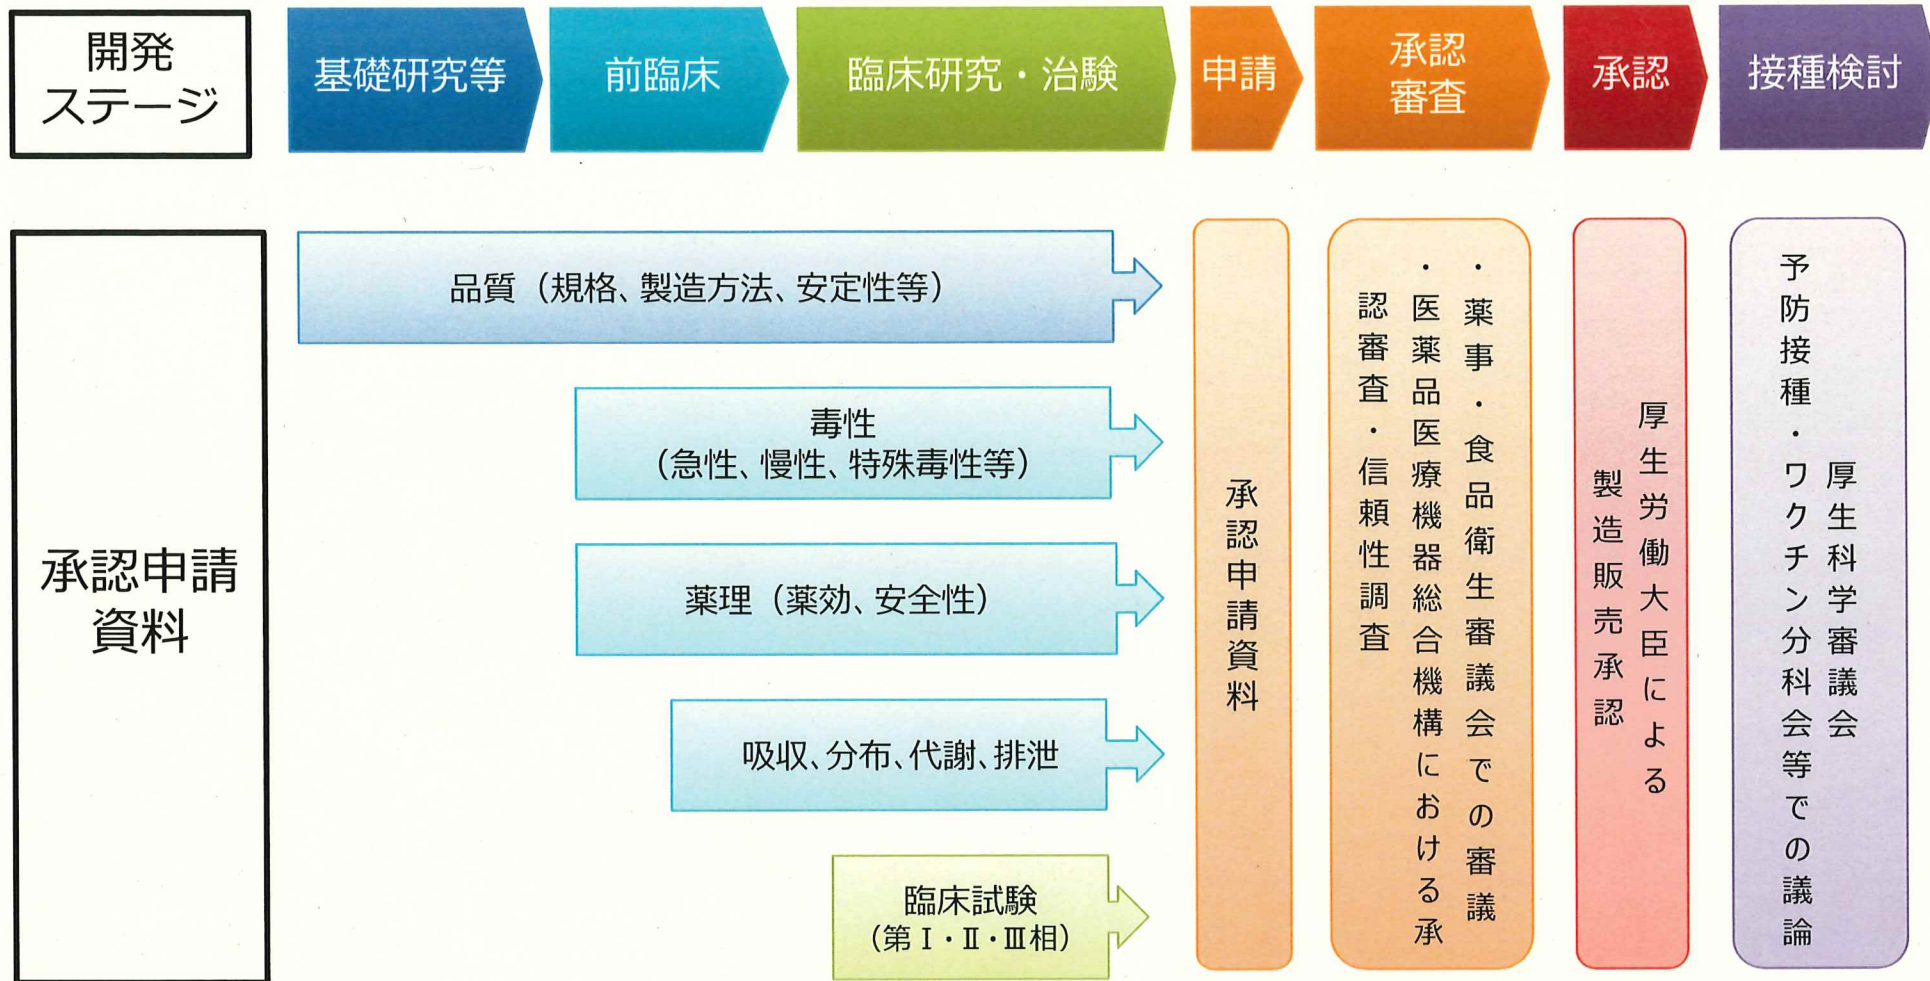 開発
ステージ
基礎研究等
前臨床
臨床研究・治験
申請
承認
審査
承認
接種検討
承認申請
資料
品質（規格、製造方法、安定性等）
毒性
（急性、慢性、特殊毒性等）
薬理（薬効、安全性）
吸収、分布、代謝、排泄
臨床試験
（第Ⅰ・Ⅱ・Ⅲ相）
承認申請資料
・薬事・食品衛生審議会での審議
・医薬品医療機器総合機構における承
認審査・信頼性調査
厚生労働大臣による
製造販売承認
厚生科学審議会
予防接種・ワクチン分科会等での議論